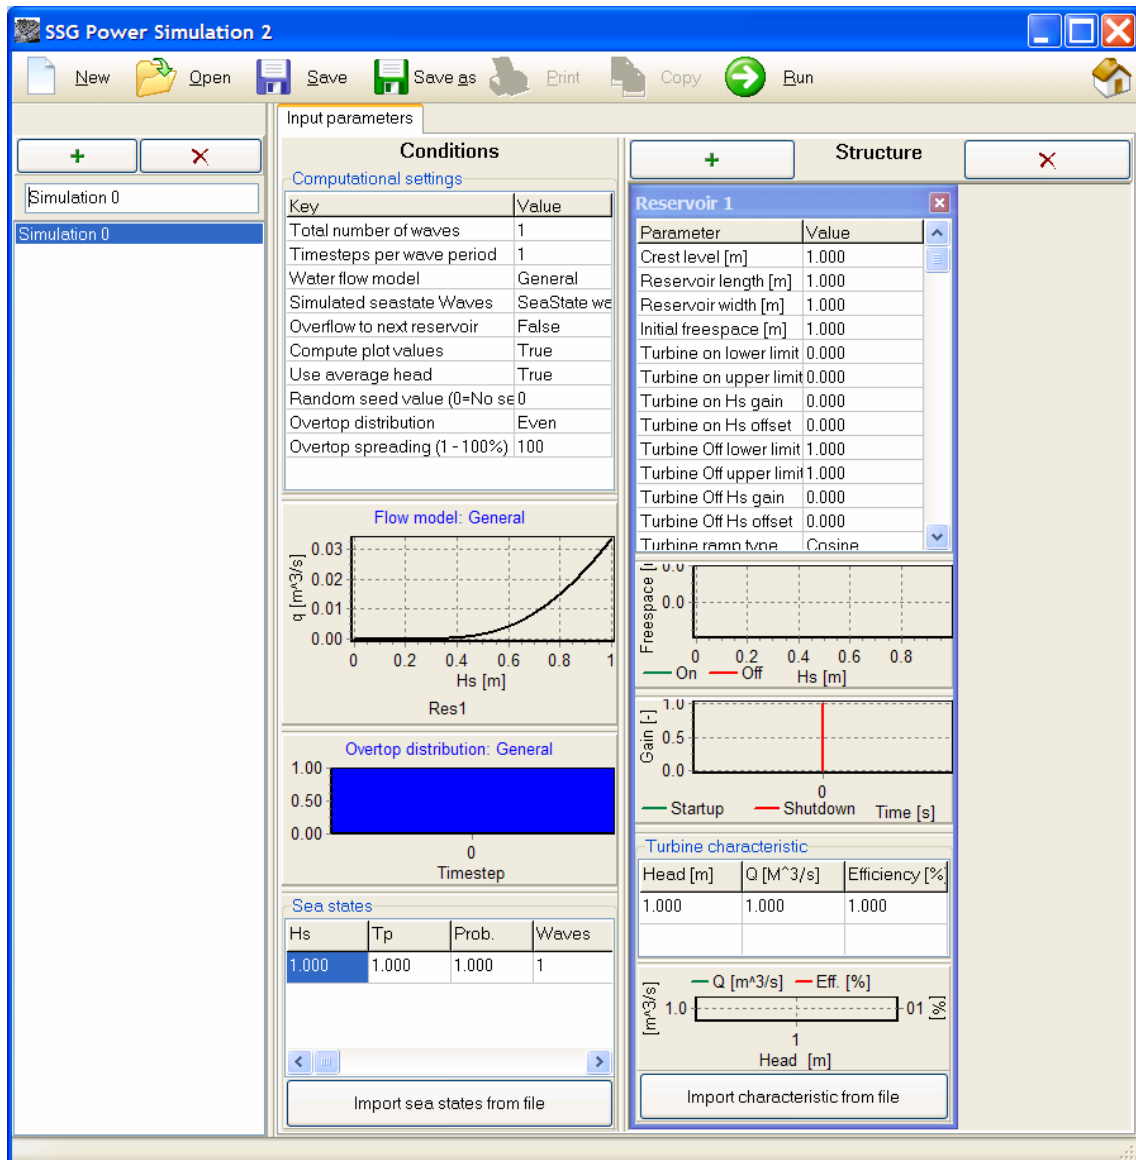 SSG Power Simulation 2
New Open Save Save as Print Copy Run
Input parameters
Simulation 0
Simulation 0
Conditions
Computational settings
Key Value
Total number of waves 1
Timesteps per wave period 1
Water flow model General
Simulated seastate Waves SeaState wa
Overflow to next reservoir False
Compute plot values True
Use average head True
Random seed value (0=No se 0
Overtop distribution Even
Overtop spreading (1 - 100%) 100
Flow model: General
q [m^3/s]
0.03
0.02
0.01
0.00
0 0.2 0.4 0.6 0.8 1
Hs [m]
Res1
Overtop distribution: General
1.00
0.50
0.00
0
Timestep
Sea states
Hs Tp Prob. Waves
1.000 1.000 1.000 1
Import sea states from file
Structure
Reservoir 1
Parameter Value
Crest level [m] 1.000
Reservoir length [m] 1.000
Reservoir width [m] 1.000
Initial freespace [m] 1.000
Turbine on lower limit 0.000
Turbine on upper limit 0.000
Turbine on Hs gain 0.000
Turbine on Hs offset 0.000
Turbine Off lower limit 1.000
Turbine Off upper limit 1.000
Turbine Off Hs gain 0.000
Turbine Off Hs offset 0.000
Turbine ramp type Cosine
Freespace
0.0
0.0
0 0.2 0.4 0.6 0.8
On Off Hs [m]
Gain [-]
1.0
0.5
0.0
0
Startup Shutdown Time [s]
Turbine characteristic
Head [m] Q [M^3/s] Efficiency [%]
1.000 1.000 1.000
Q [m^3/s] Eff. [%]
[m^3/s]
1.0 01
[%]
1
Head [m]
Import characteristic from file